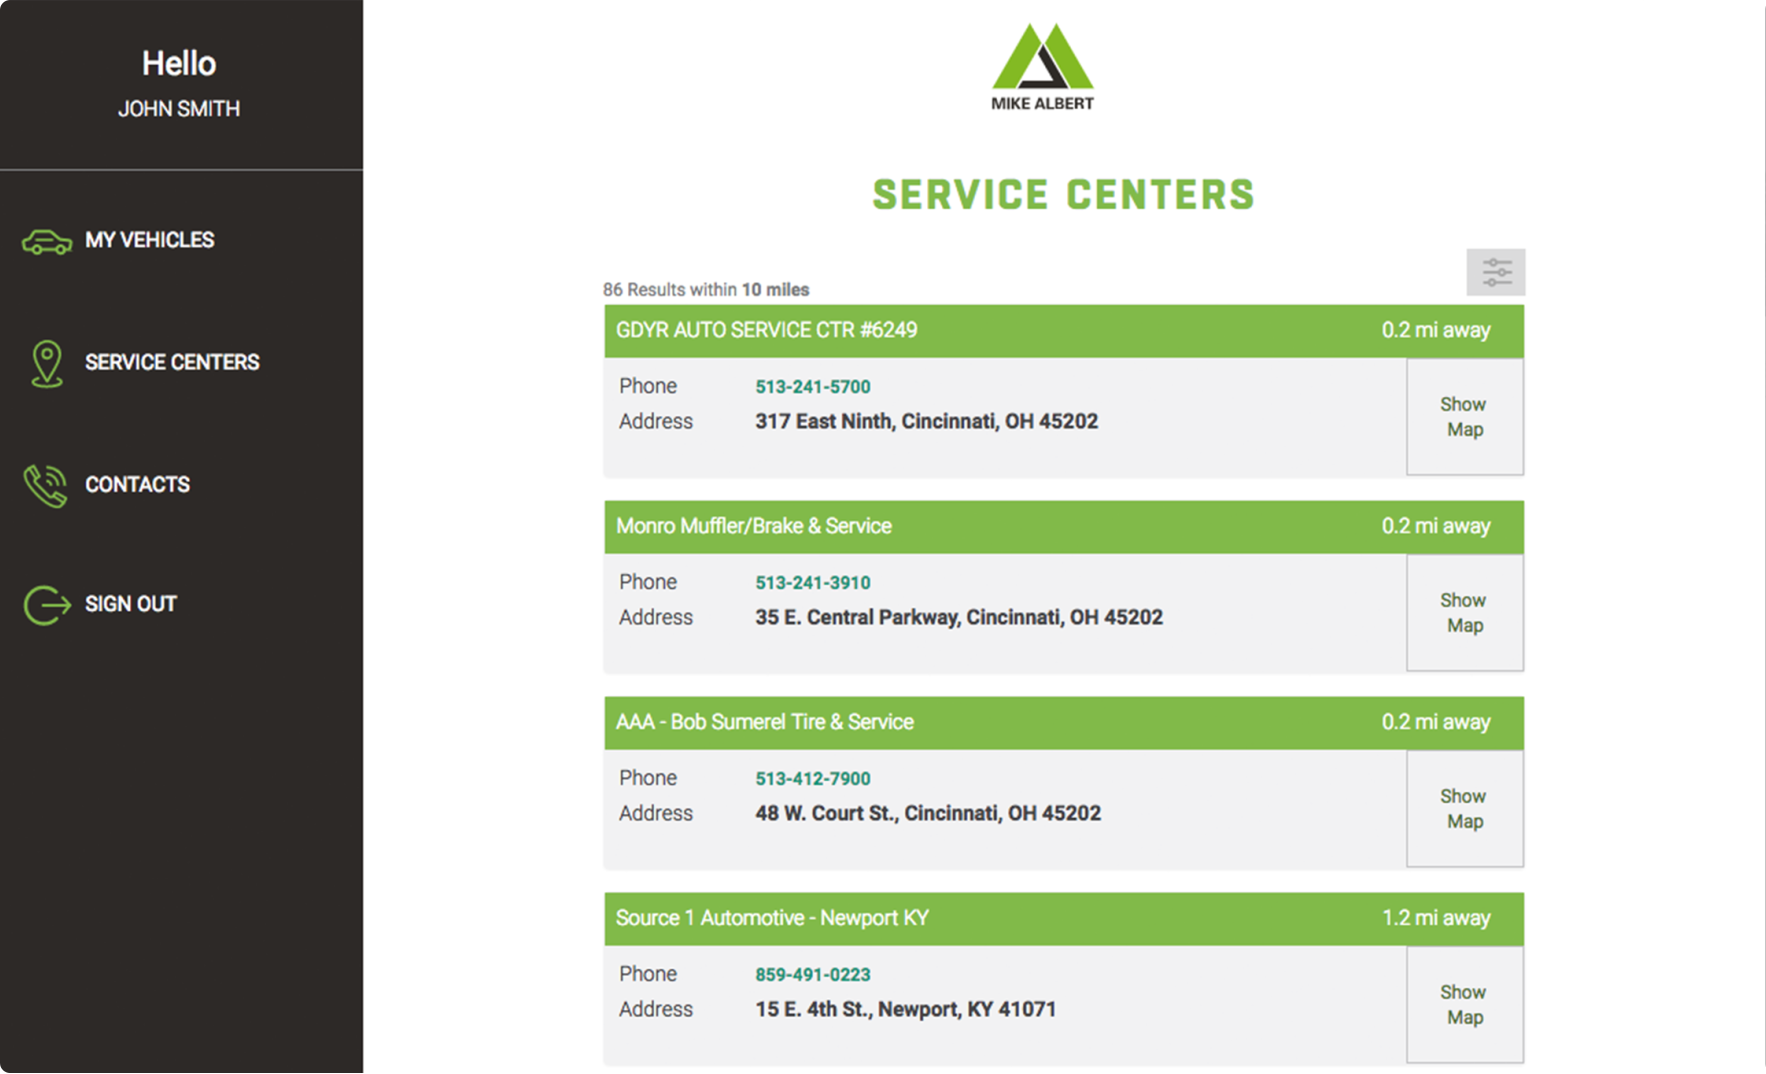 Hello
JOHN SMITH
MY VEHICLES
SERVICE CENTERS
CONTACTS
SIGN OUT
MIKE ALBERT
SERVICE CENTERS
86 Results within 10 miles
GDYR AUTO SERVICE CTR #6249 0.2 mi away
Phone 513-241-5700
Address 317 East Ninth, Cincinnati, OH 45202
Show
Map
Monro Muffler/Brake & Service 0.2 mi away
Phone 513-241-3910
Address 35 E. Central Parkway, Cincinnati, OH 45202
Show
Map
AAA - Bob Sumerel Tire & Service 0.2 mi away
Phone 513-412-7900
Address 48 W. Court St., Cincinnati, OH 45202
Show
Map
Source 1 Automotive - Newport KY 1.2 mi away
Phone 859-491-0223
Address 15 E. 4th St., Newport, KY 41071
Show
Map